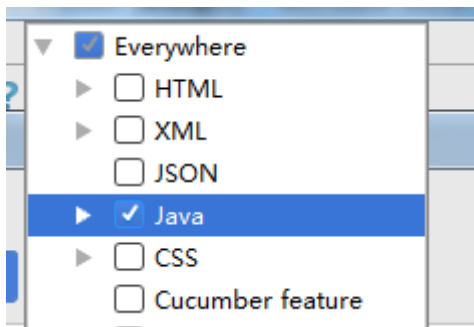 ?
Everywhere
HTML
XML
JSON
Java
CSS
Cucumber feature